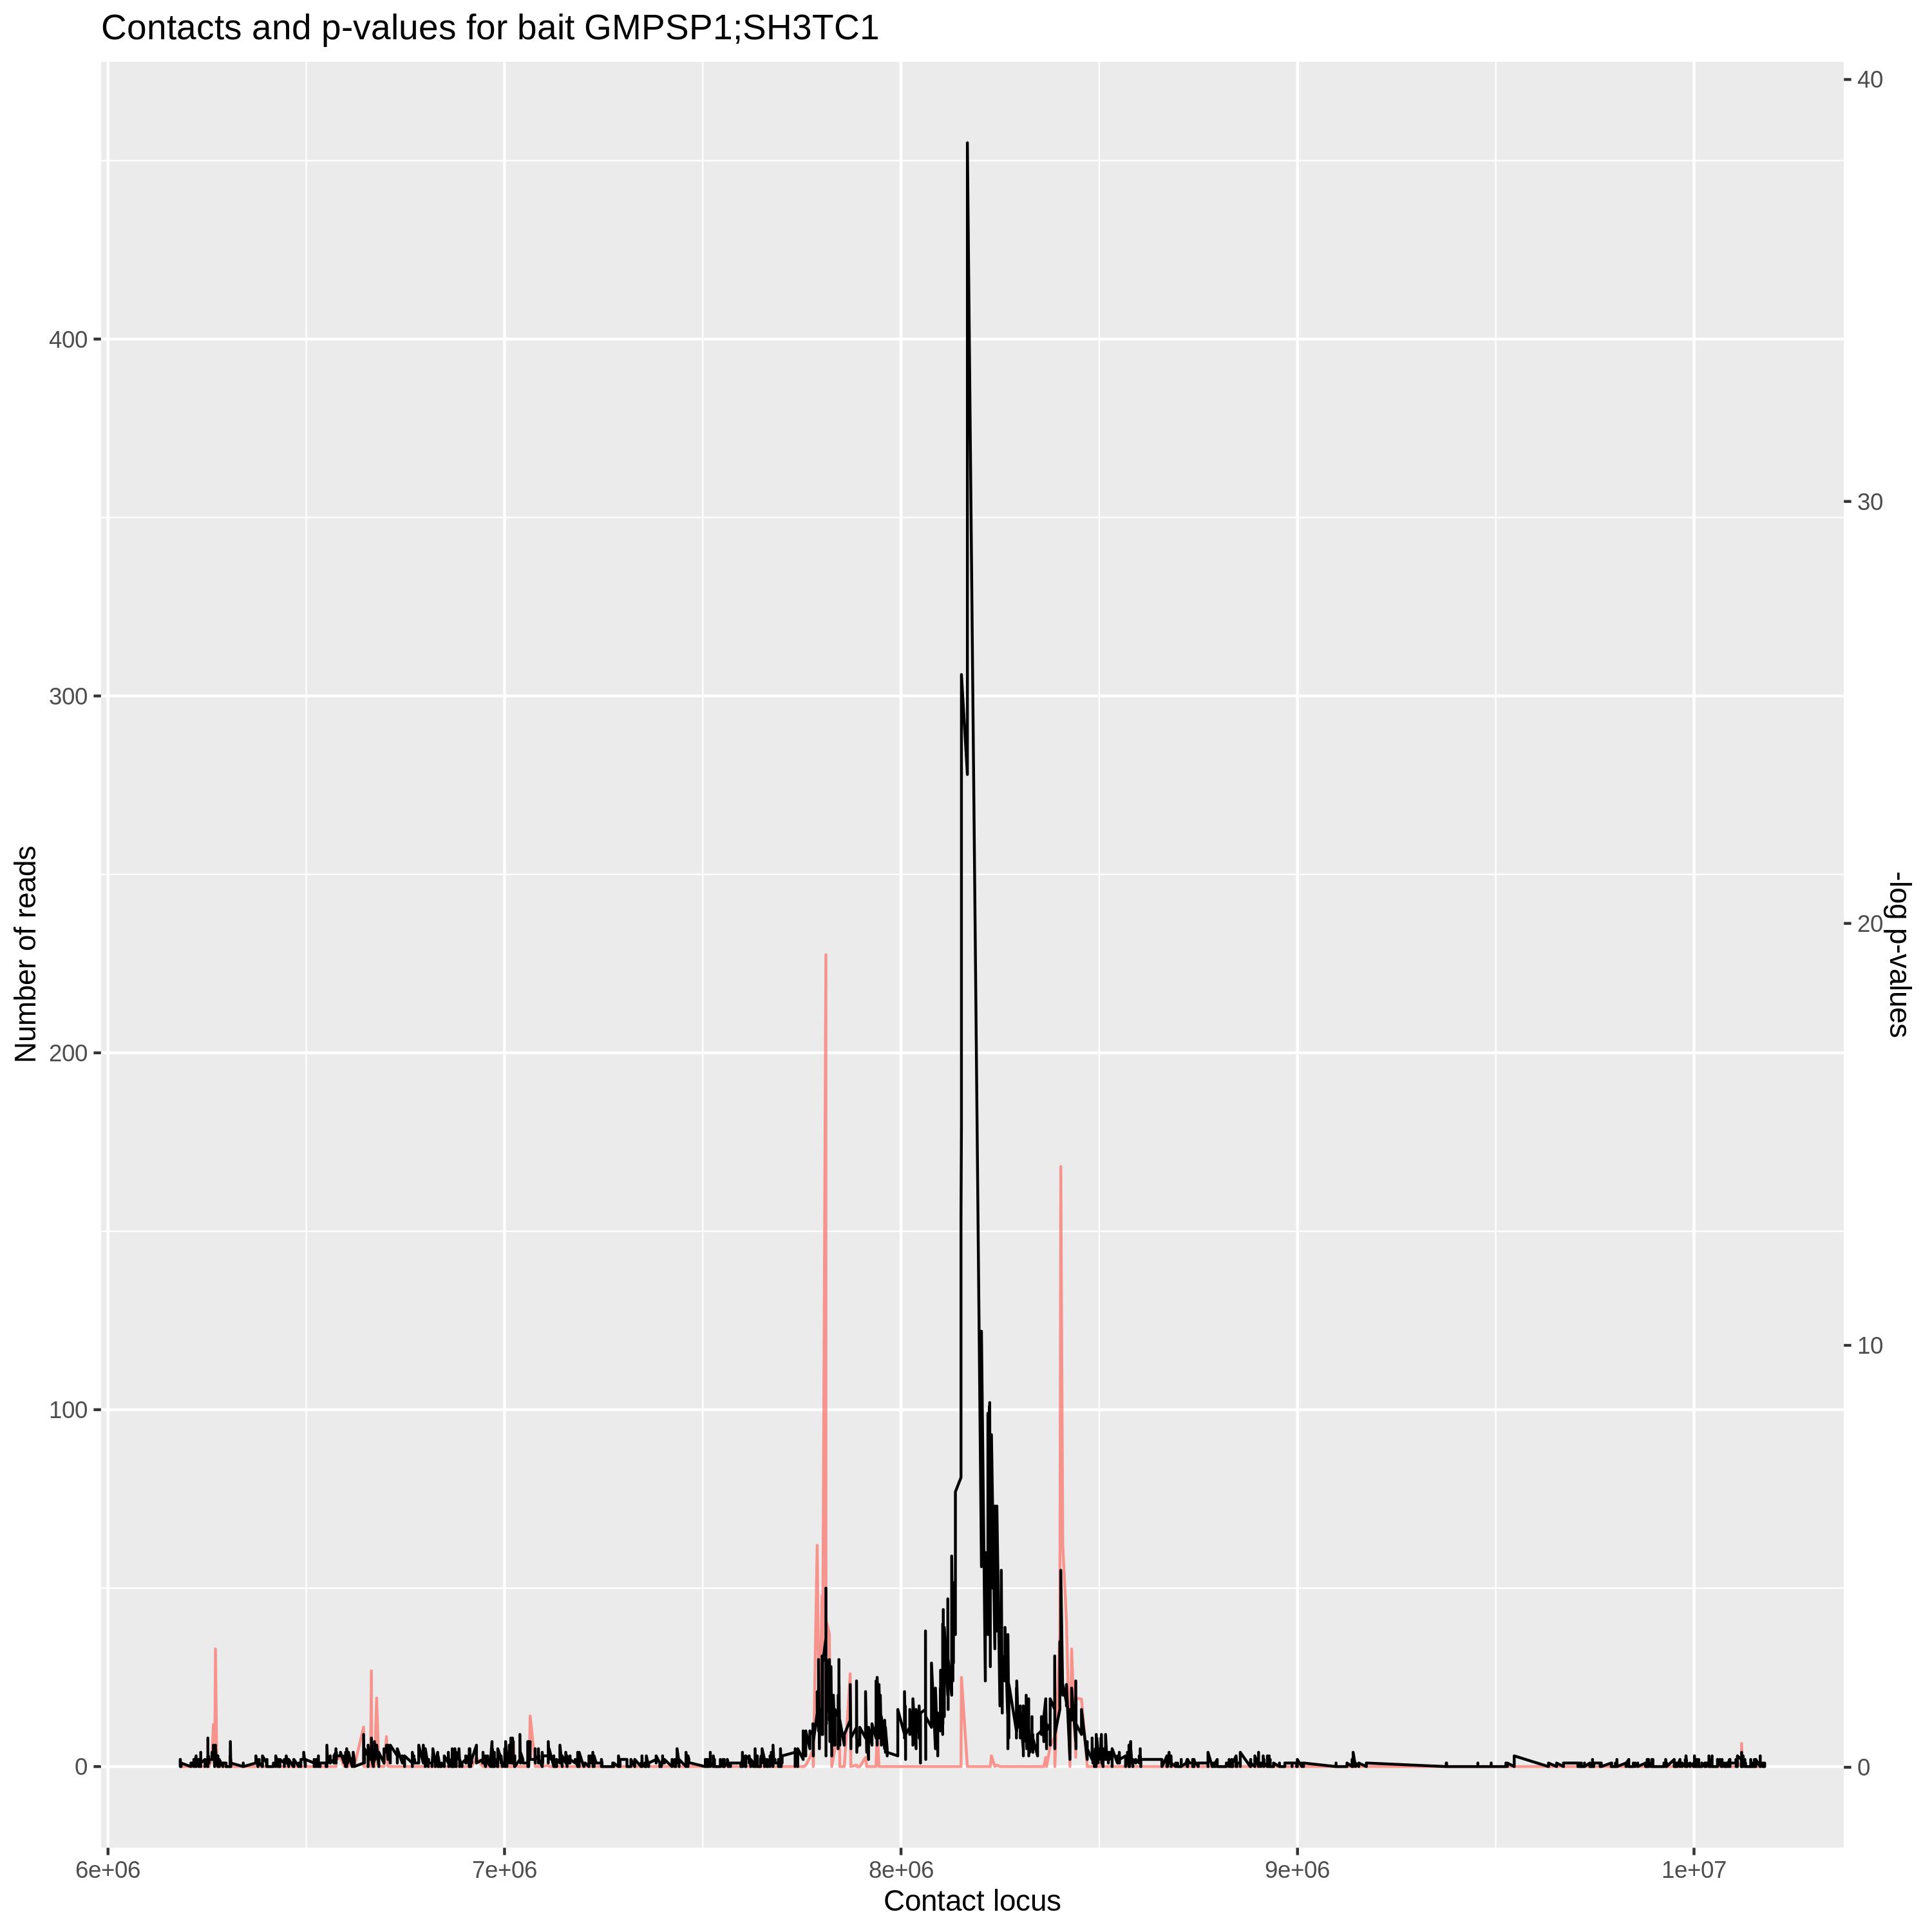 Contacts and p-values for bait GMPSP1;SH3TC1
Number of reads
400
300
200
100
0
40
30
20
10
0
-log p-values
6e+06
7e+06
8e+06
9e+06
1e+07
Contact locus